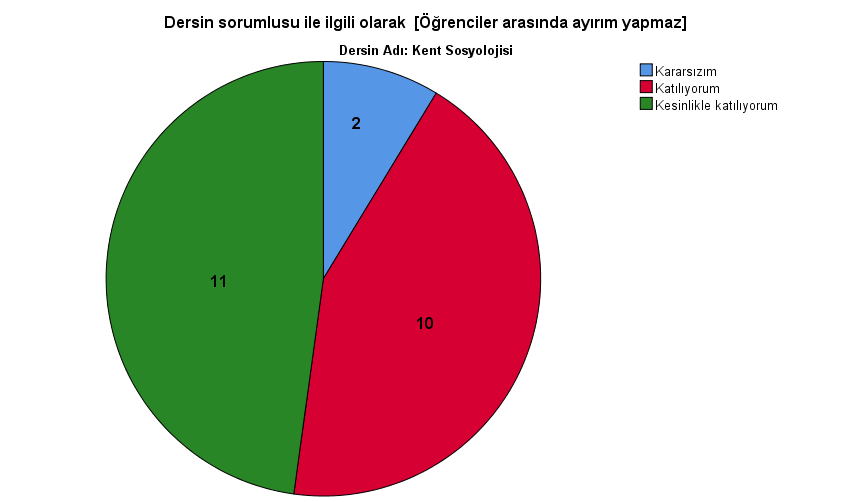 Dersin sorumlusu ile ilgili olarak [Öğrenciler arasında ayırım yapmaz]
Dersin Adı: Kent Sosyolojisi
Kararsızım
Katılıyorum
Kesinlikle katılıyorum
2
11
10